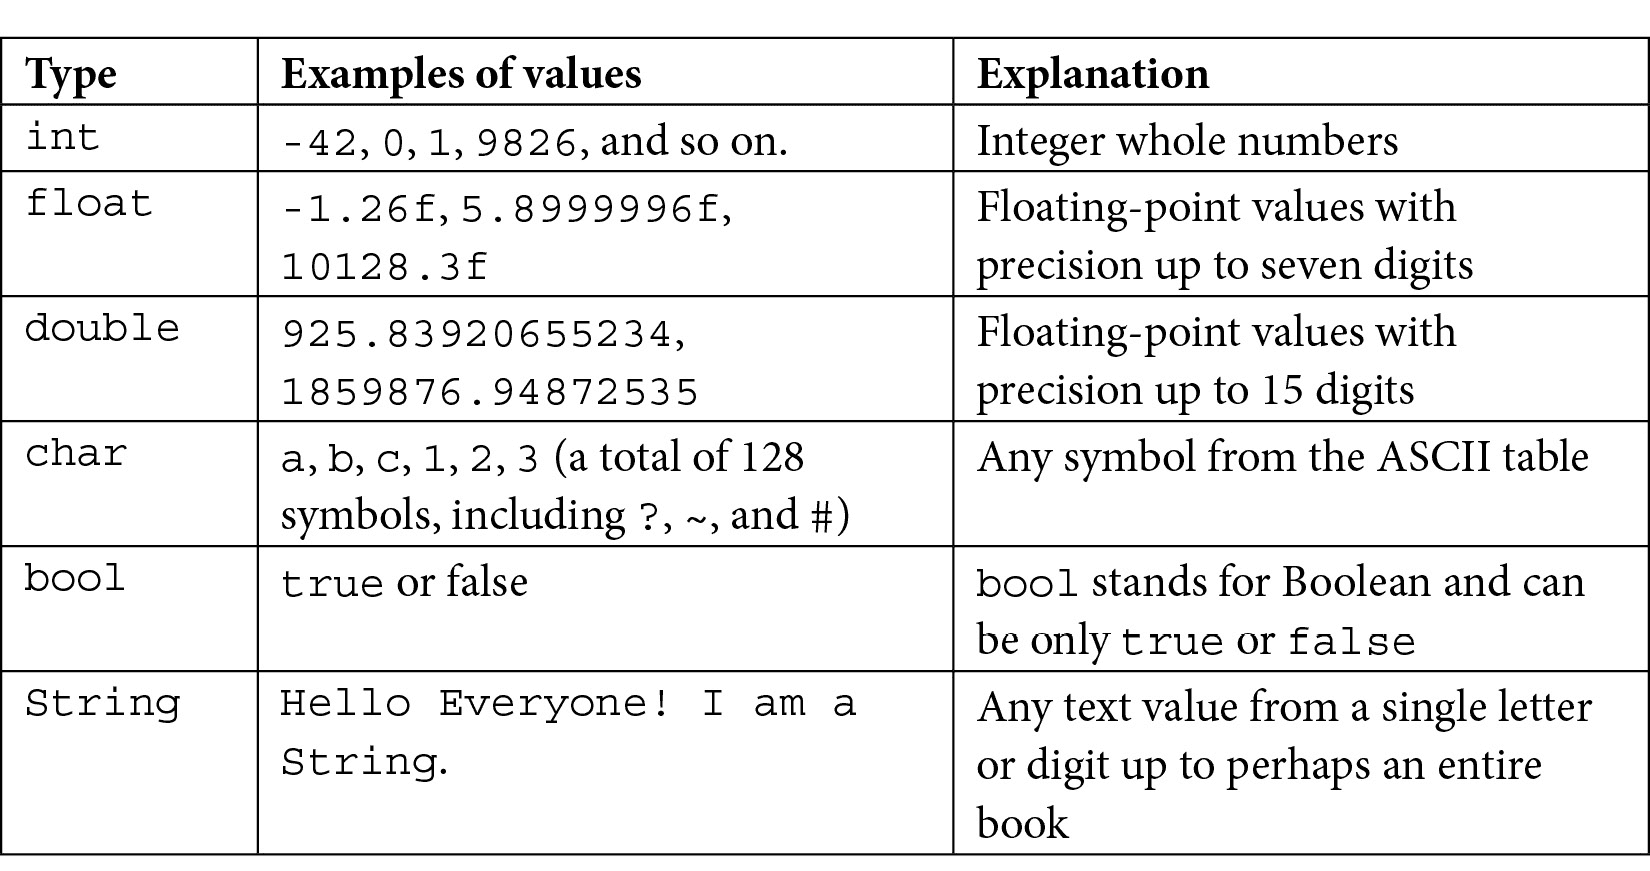 Type Examples of values Explanation
int -42, 0, 1, 9826, and so on. Integer whole numbers
float -1.26f, 5.8999996f, Floating-point values with
10128.3f precision up to seven digits
double 925.83920655234, Floating-point values with
1859876.94872535 precision up to 15 digits
char a, b, c, 1, 2, 3 (a total of 128 Any symbol from the ASCII table
symbols, including ?, ~, and #)
bool true or false bool stands for Boolean and can
be only true or false
String Hello Everyone! I am a Any text value from a single letter
String. or digit up to perhaps an entire
book